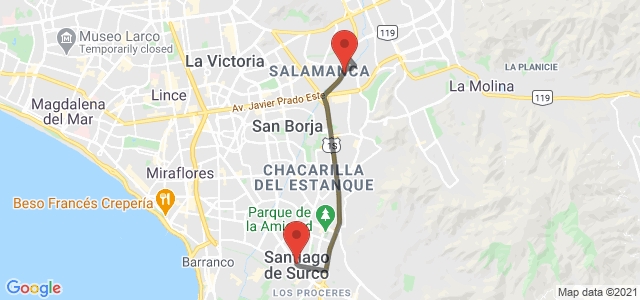 Museo Larco
Temporarily closed
La Victoria
SALAMANCA
LA PLANICIE
La Molina
119
119
Lince
Av. Javier Prado Este
Magdalena
del Mar
San Borja
1S
CHACARILLA
DEL ESTANQUE
Miraflores
Beso Francés Crepería
Parque de
la Amistad
Santiago
de Surco
Barranco
LOS PROCERES
Google
Map data ©2021